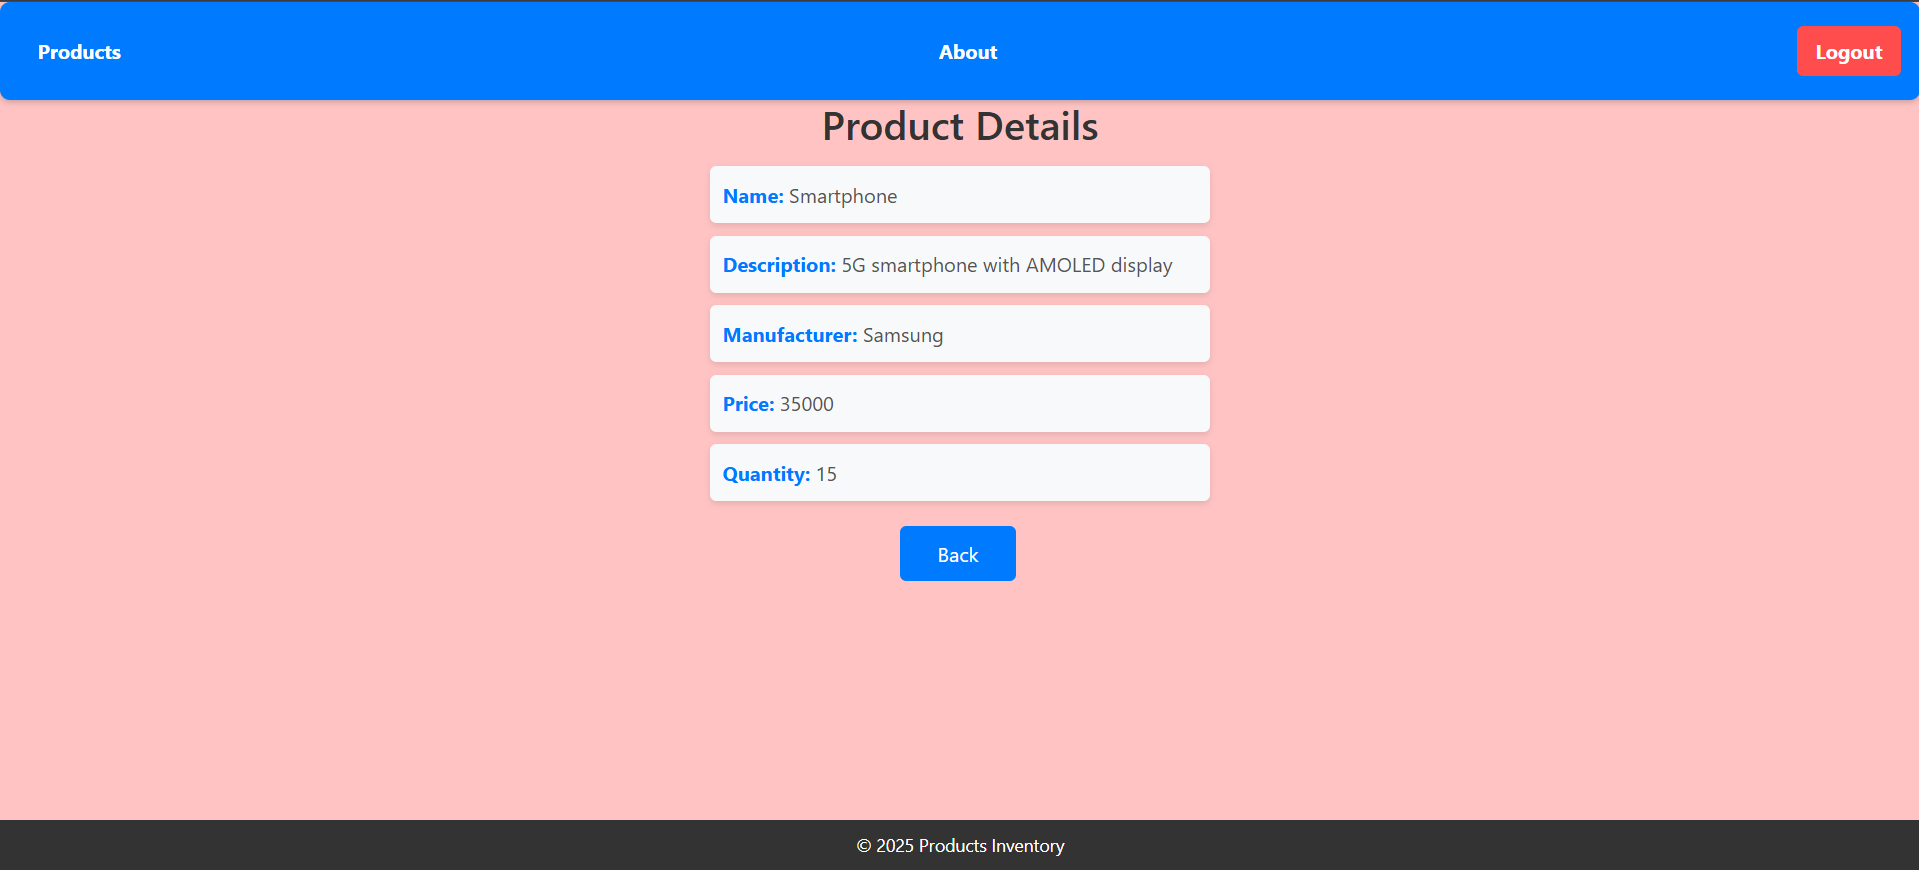 Products About Logout
Product Details
Name: Smartphone
Description: 5G smartphone with AMOLED display
Manufacturer: Samsung
Price: 35000
Quantity: 15
Back
© 2025 Products Inventory